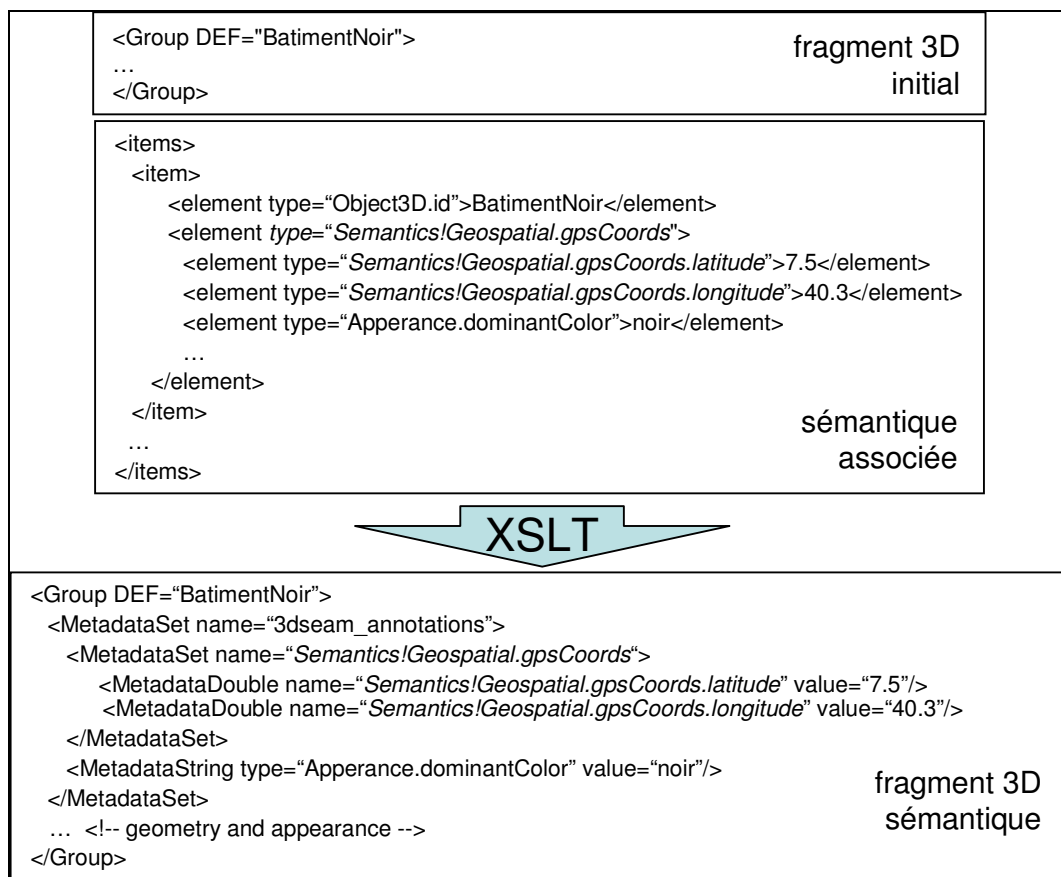 <Group DEF="BatimentNoir">
…
</Group>
fragment 3D
initial
<items>
<item>
<element type=“Object3D.id”>BatimentNoir</element>
<element type=“Semantics!Geospatial.gpsCoords">
<element type=“Semantics!Geospatial.gpsCoords.latitude”>7.5</element>
<element type=“Semantics!Geospatial.gpsCoords.longitude”>40.3</element>
<element type=“Apperance.dominantColor”>noir</element>
…
</element>
</item>
…
</items>
sémantique
associée
XSLT
<Group DEF=“BatimentNoir”>
<MetadataSet name=“3dseam_annotations”>
<MetadataSet name=“Semantics!Geospatial.gpsCoords“>
<MetadataDouble name=“Semantics!Geospatial.gpsCoords.latitude” value=“7.5”/>
<MetadataDouble name=“Semantics!Geospatial.gpsCoords.longitude” value=“40.3”/>
</MetadataSet>
<MetadataString type=“Apperance.dominantColor” value=“noir”/>
</MetadataSet>
… <!-- geometry and appearance -->
</Group>
fragment 3D
sémantique